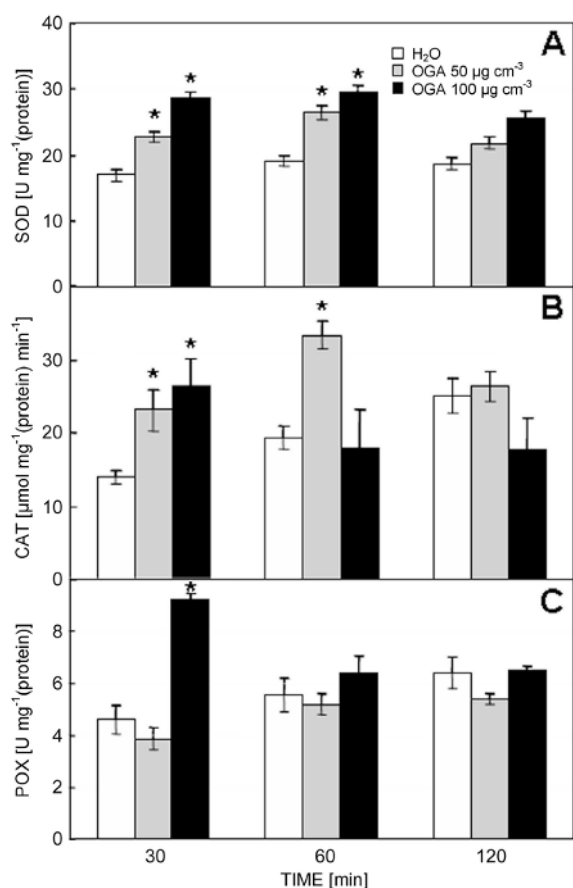 40
30
20
10
0
SOD [U mg⁻¹(protein)]
A
H₂O
OGA 50 µg cm⁻³
OGA 100 µg cm⁻³
* * * *
30
20
10
0
CAT [µmol mg⁻¹(protein) min⁻¹]
B
* * *
8
6
4
2
0
POX [U mg⁻¹(protein)]
C
*
30 60 120
TIME [min]